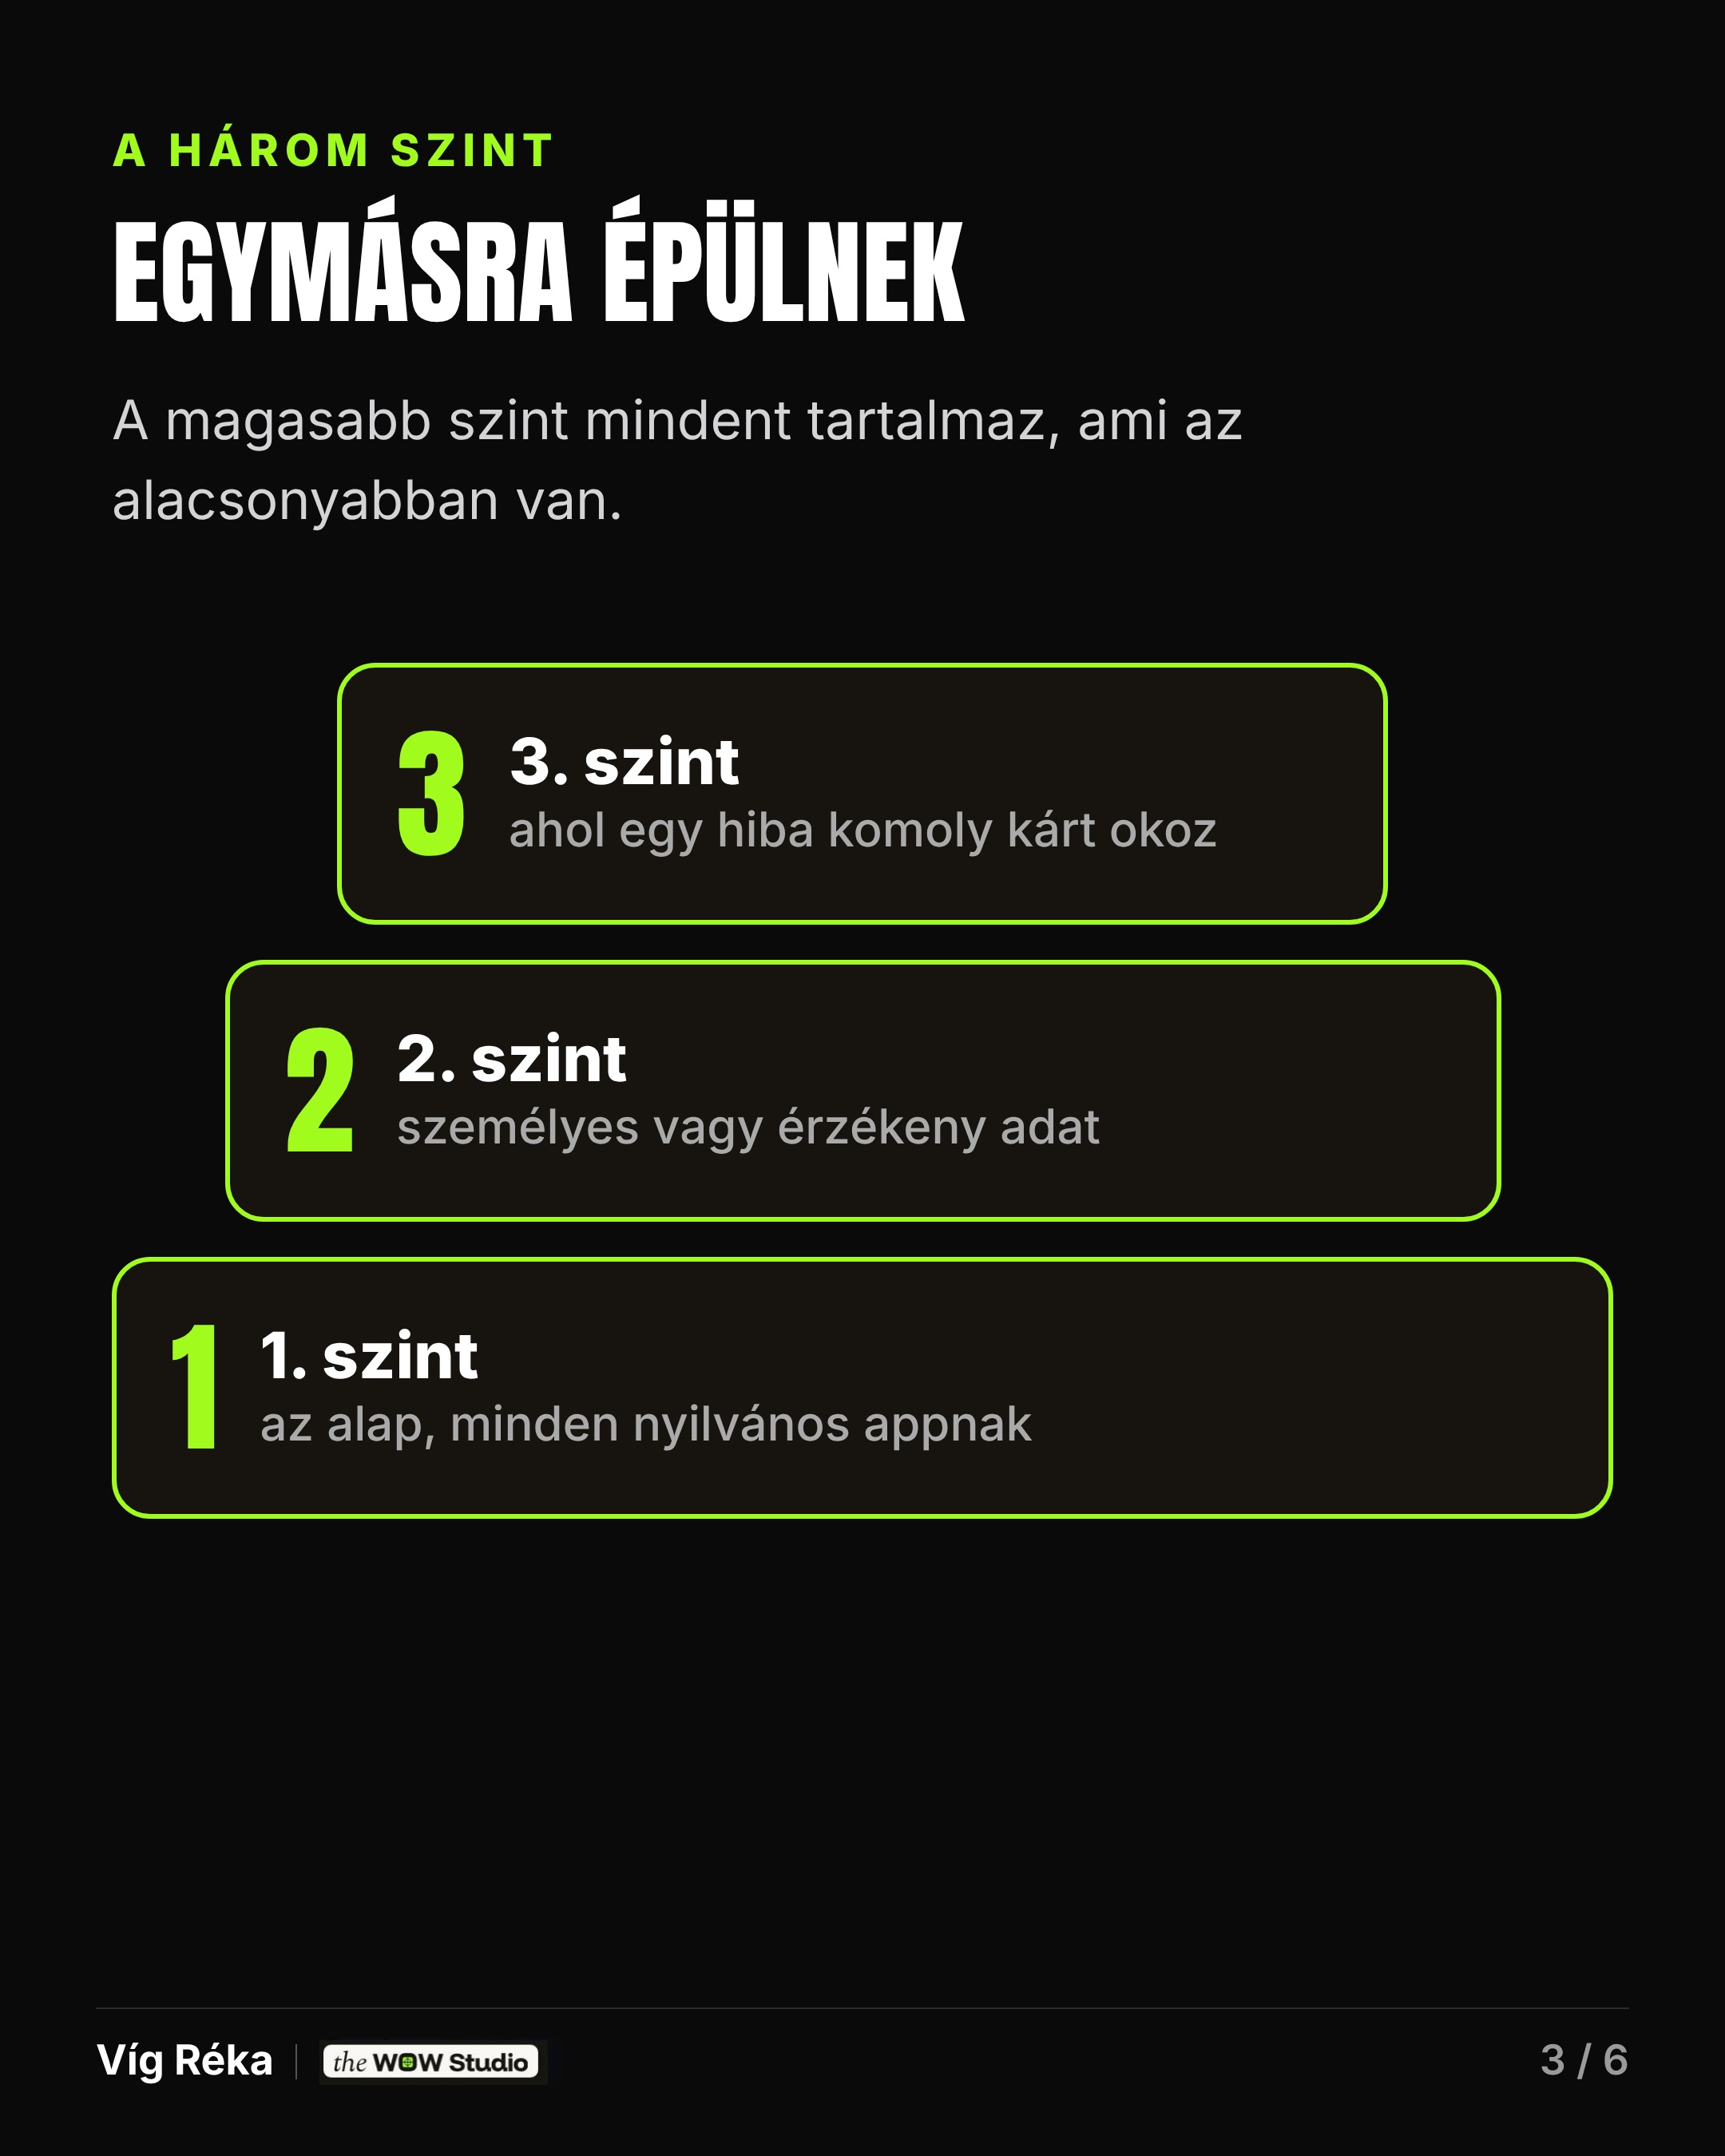 A HÁROM SZINT
EGYMÁSRA ÉPÜLNEK
A magasabb szint mindent tartalmaz, ami az
alacsonyabban van.
3
3. szint
ahol egy hiba komoly kárt okoz
2
2. szint
személyes vagy érzékeny adat
1
1. szint
az alap, minden nyilvános appnak
Víg Réka
the WOW Studio
3 / 6